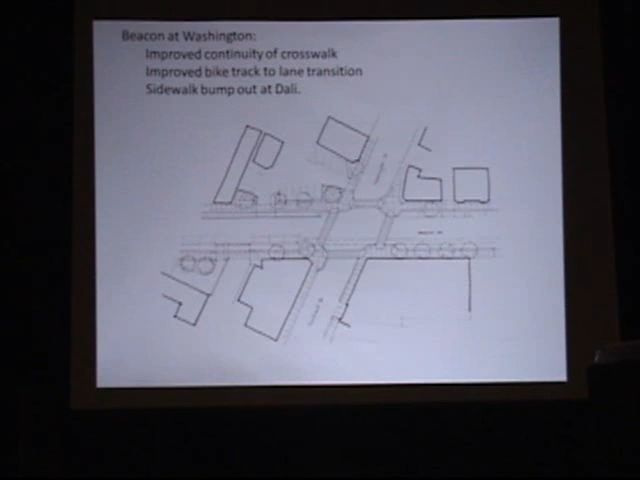 Beacon at Washington:
Improved continuity of crosswalk
Improved bike track to lane transition
Sidewalk bump out at Dali.